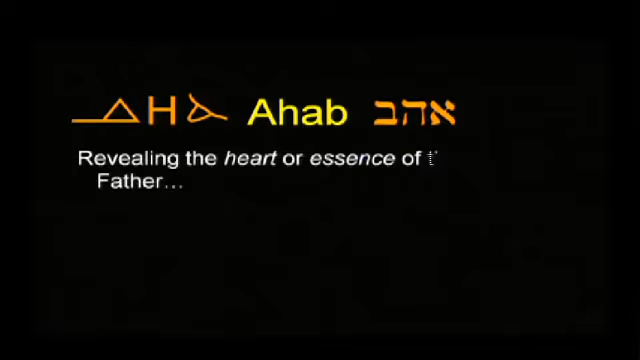 Ahab אהב
Revealing the heart or essence of
Father...